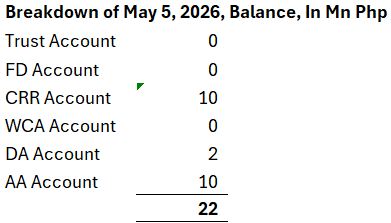 Breakdown of May 5, 2026, Balance, In Mn Php
Trust Account 0
FD Account 0
CRR Account 10
WCA Account 0
DA Account 2
AA Account 10
22